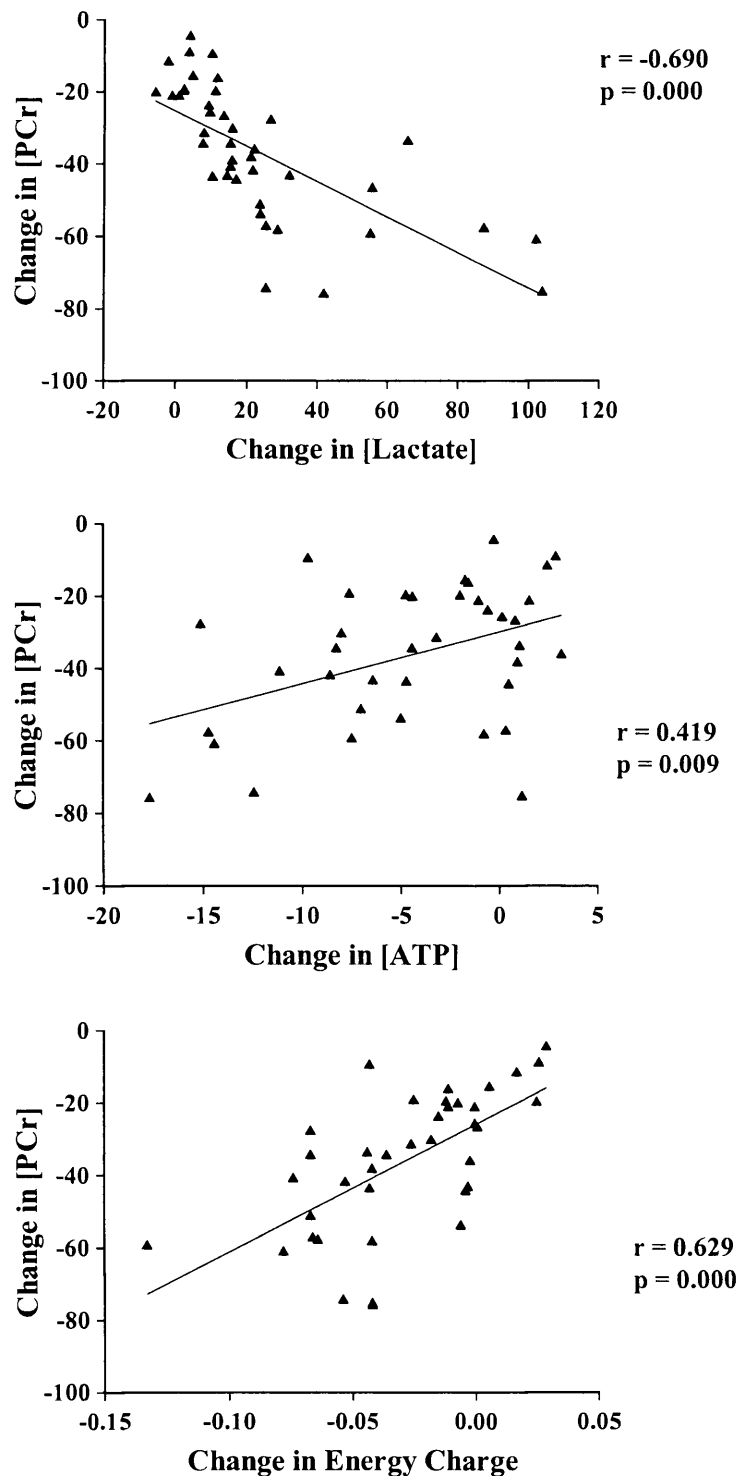 0
-20
-40
-60
-80
-100
Change in [PCr]
r = -0.690
p = 0.000
-20 0 20 40 60 80 100 120
Change in [Lactate]
0
-20
-40
-60
-80
-100
Change in [PCr]
r = 0.419
p = 0.009
-20 -15 -10 -5 0 5
Change in [ATP]
0
-20
-40
-60
-80
-100
Change in [PCr]
r = 0.629
p = 0.000
-0.15 -0.10 -0.05 0.00 0.05
Change in Energy Charge